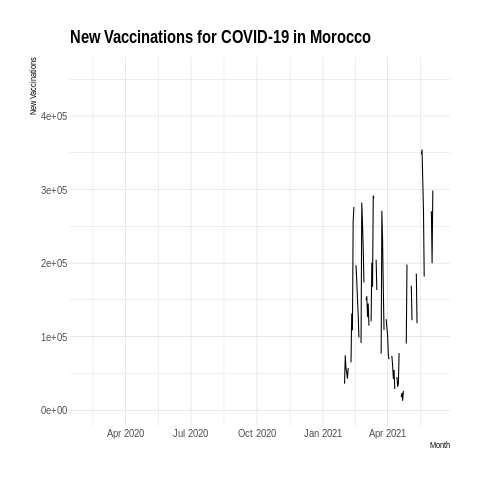 New Vaccinations for COVID-19 in Morocco
New Vaccinations
4e+05
3e+05
2e+05
1e+05
0e+00
Apr 2020 Jul 2020 Oct 2020 Jan 2021 Apr 2021
Month